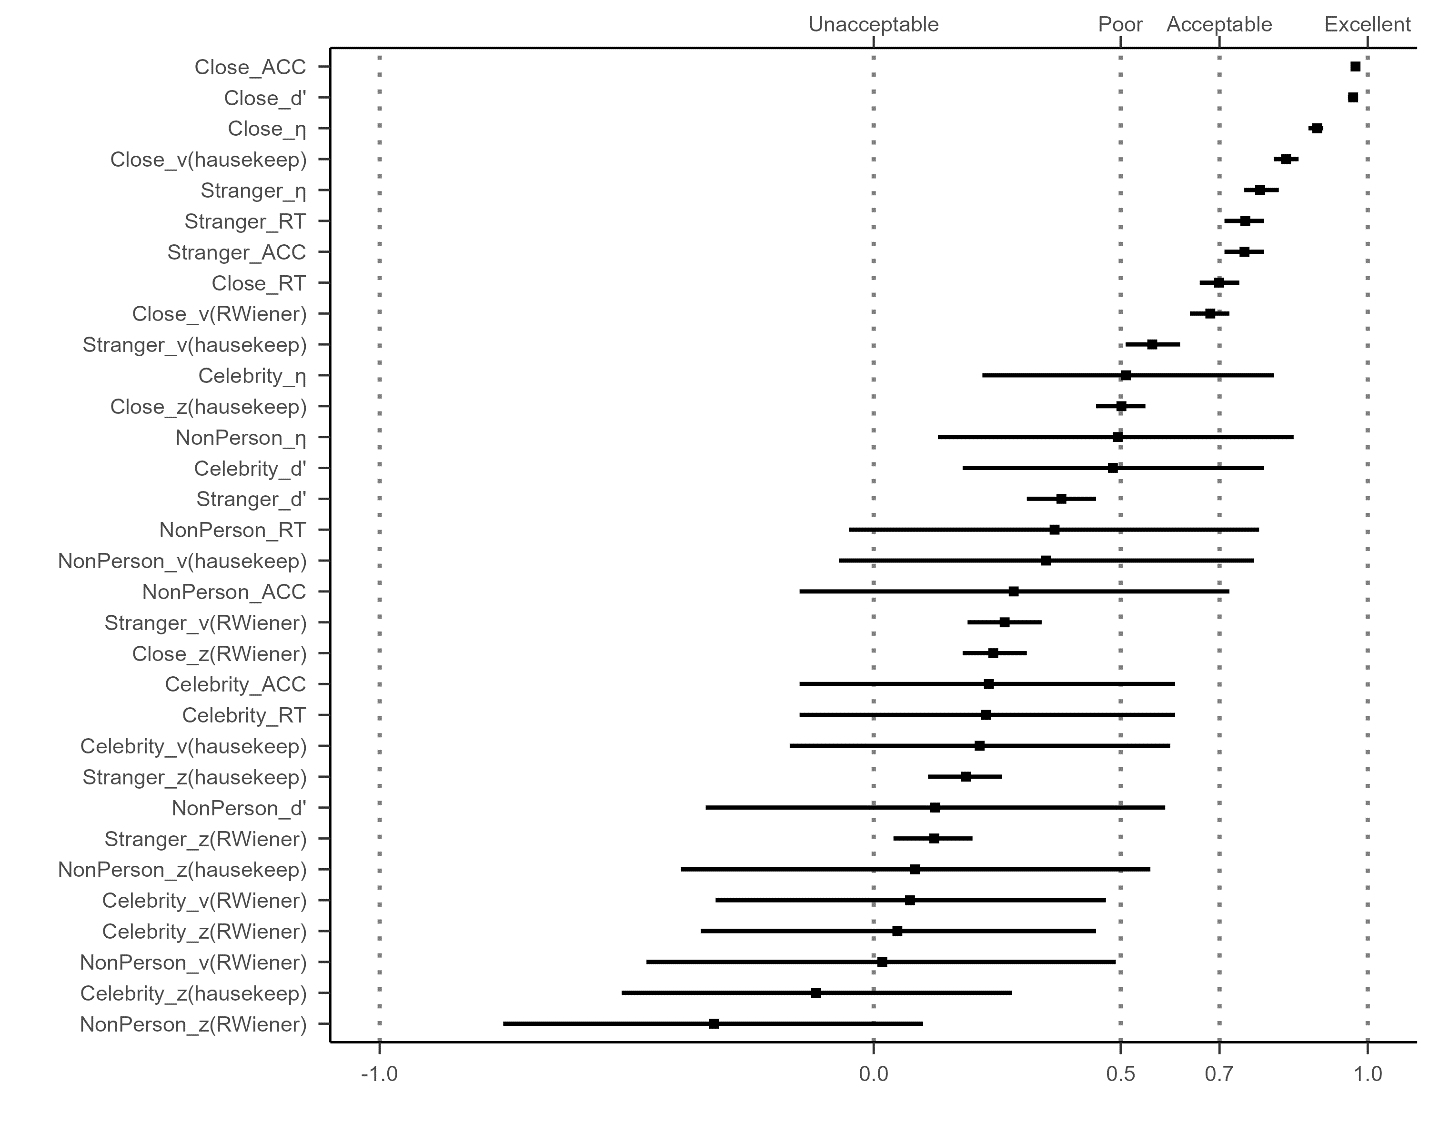 Unacceptable Poor Acceptable Excellent
Close_ACC
Close_d'
Close_η
Close_v(hausekeep)
Stranger_η
Stranger_RT
Stranger_ACC
Close_RT
Close_v(RWiener)
Stranger_v(hausekeep)
Celebrity_η
Close_z(hausekeep)
NonPerson_η
Celebrity_d'
Stranger_d'
NonPerson_RT
NonPerson_v(hausekeep)
NonPerson_ACC
Stranger_v(RWiener)
Close_z(RWiener)
Celebrity_ACC
Celebrity_RT
Celebrity_v(hausekeep)
Stranger_z(hausekeep)
NonPerson_d'
Stranger_z(RWiener)
NonPerson_z(hausekeep)
Celebrity_v(RWiener)
Celebrity_z(RWiener)
NonPerson_v(RWiener)
Celebrity_z(hausekeep)
NonPerson_z(RWiener)
-1.0 0.0 0.5 0.7 1.0